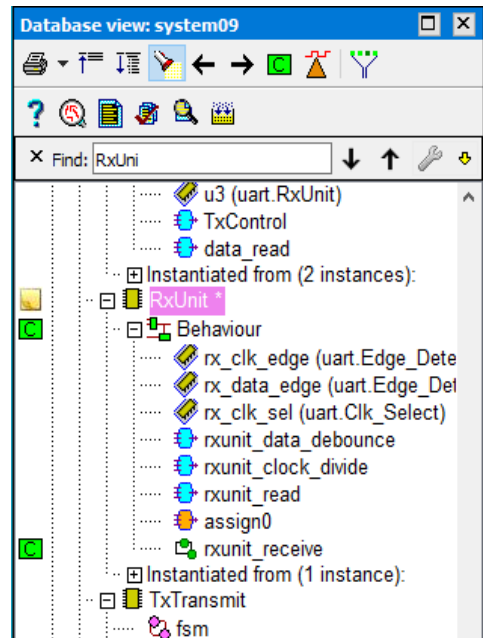 Database view: system09
C
?
× Find: RxUni
u3 (uart.RxUnit)
TxControl
data_read
Instantiated from (2 instances):
RxUnit *
C
Behaviour
rx_clk_edge (uart.Edge_Dete
rx_data_edge (uart.Edge_Det
rx_clk_sel (uart.Clk_Select)
rxunit_data_debounce
rxunit_clock_divide
rxunit_read
assign0
C
rxunit_receive
Instantiated from (1 instance):
TxTransmit
fsm